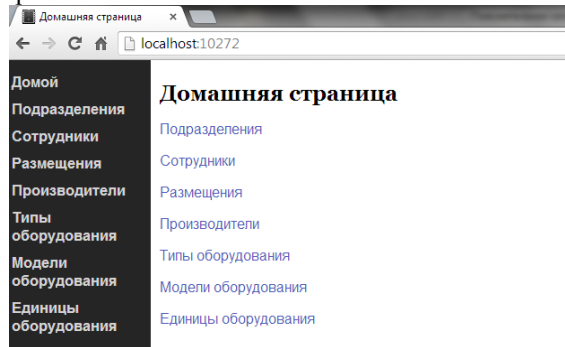 Домашняя страница
localhost:10272
Домой
Подразделения
Сотрудники
Размещения
Производители
Типы
оборудования
Модели
оборудования
Единицы
оборудования
Домашняя страница
Подразделения
Сотрудники
Размещения
Производители
Типы оборудования
Модели оборудования
Единицы оборудования